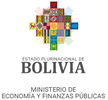 ESTADO PLURINACIONAL DE
BOLIVIA
MINISTERIO DE
ECONOMÍA Y FINANZAS PÚBLICAS